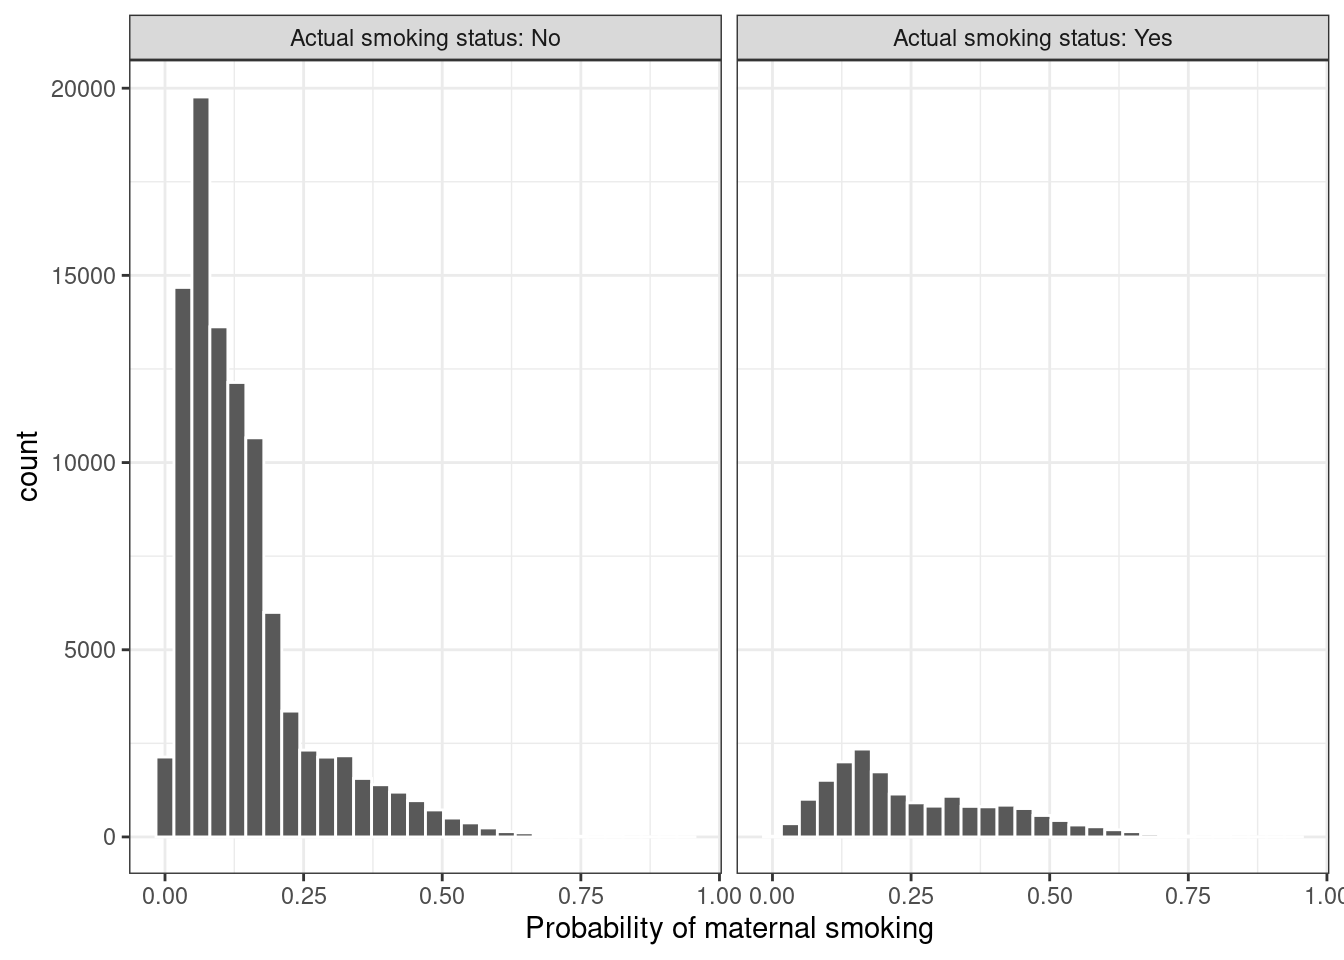 Actual smoking status: No
Actual smoking status: Yes
20000
15000
10000
5000
0
count
0.00 0.25 0.50 0.75 1.00
0.00 0.25 0.50 0.75 1.00
Probability of maternal smoking